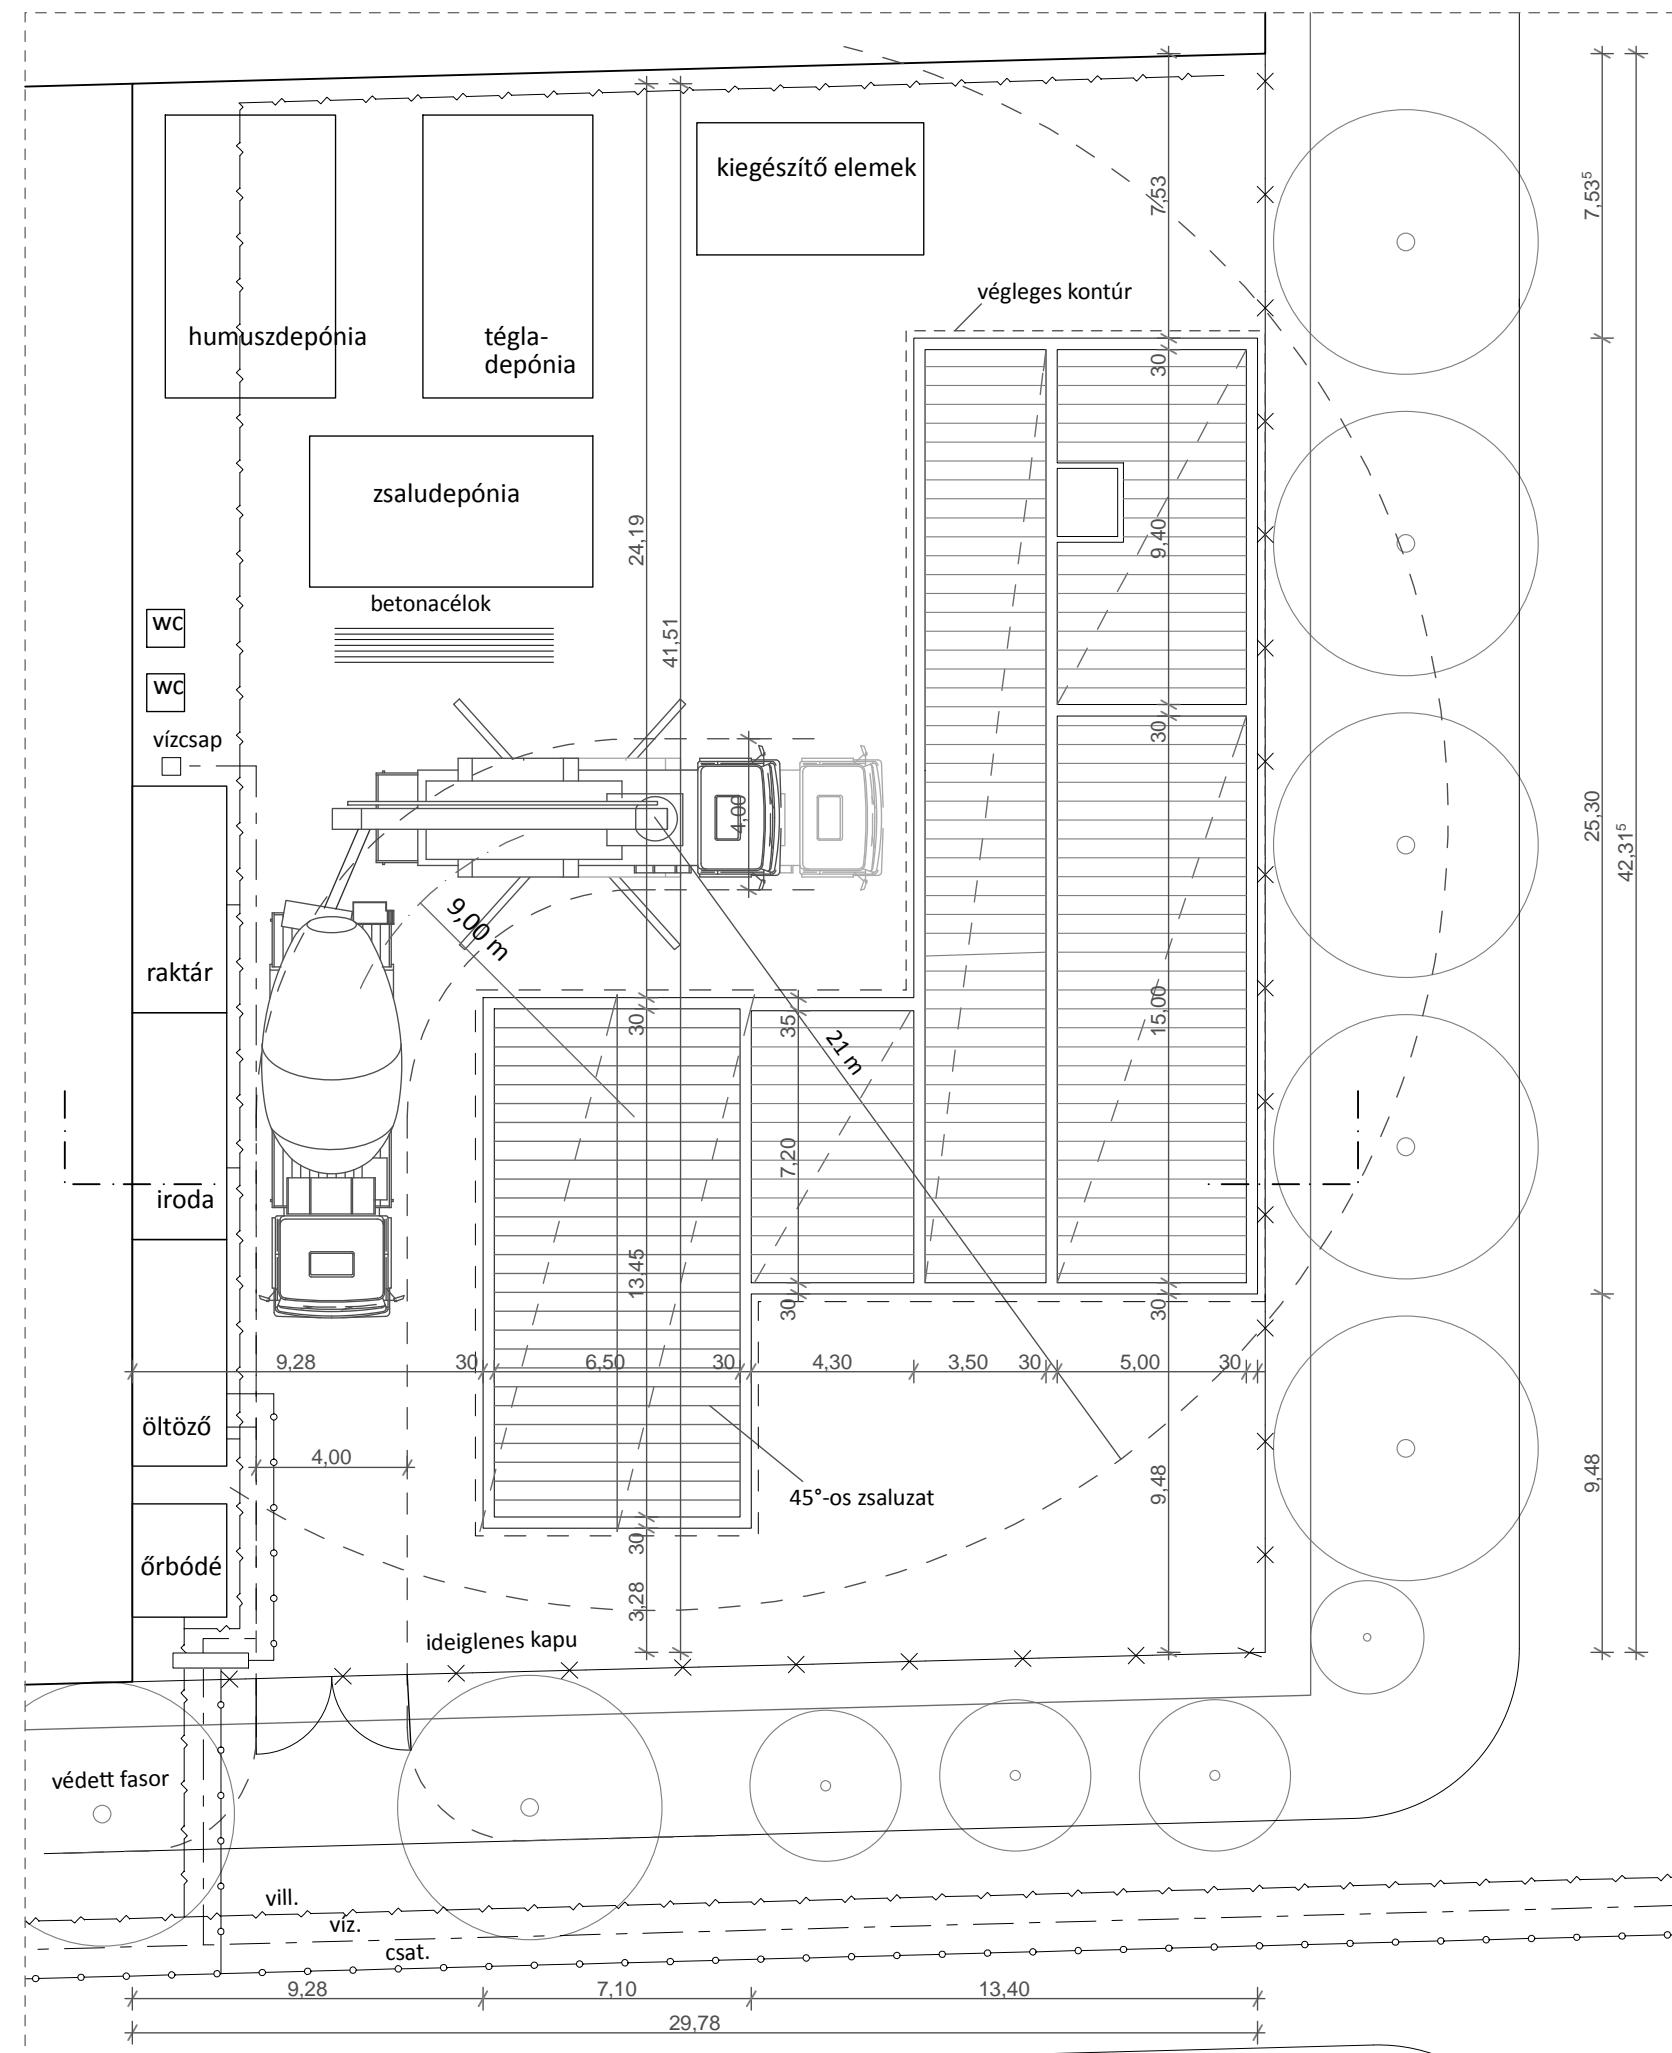 7,53
7,53⁵
kiegészítő elemek
végleges kontúr
humuszdepónia
tégla-
depónia
30
zsaludepónia
24,19
9,40
betonacélok
WC
41,51
WC
30
vízcsap
4,00
25,30
42,31⁵
9,00 m
raktár
30
35
15,00
21 m
7,20
iroda
13,45
30
30
9,28
30
6,50
30
4,30
3,50
30
5,00
30
öltöző
4,00
9,48
9,48
45°-os zsaluzat
30
őrbódé
3,28
ideiglenes kapu
védett fasor
vill.
víz.
csat.
9,28
7,10
13,40
29,78